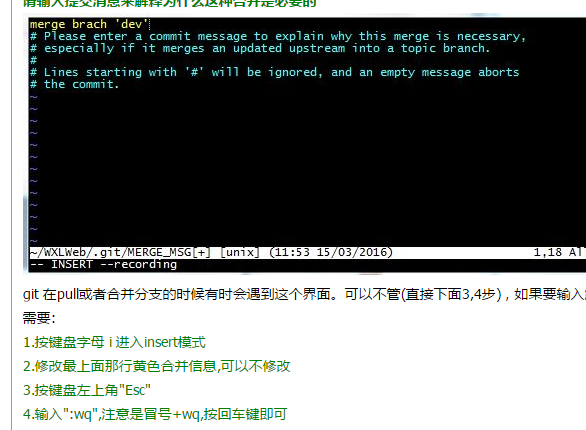 请输入提交消息来解释为什么这种合并是必要的
merge brach 'dev'
# Please enter a commit message to explain why this merge is necessary,
# especially if it merges an updated upstream into a topic branch.
#
# Lines starting with '#' will be ignored, and an empty message aborts
# the commit.
~
~
~
~
~
~
~
~
~
~
~
~
~
~/WXLWeb/.git/MERGE_MSG[+] [unix] (11:53 15/03/2016) 1,18 Al
-- INSERT --recording
git 在pull或者合并分支的时候有时会遇到这个界面。可以不管(直接下面3,4步)，如果要输入
需要:
1.按键盘字母 i 进入insert模式
2.修改最上面那行黄色合并信息,可以不修改
3.按键盘左上角"Esc"
4.输入":wq",注意是冒号+wq,按回车键即可